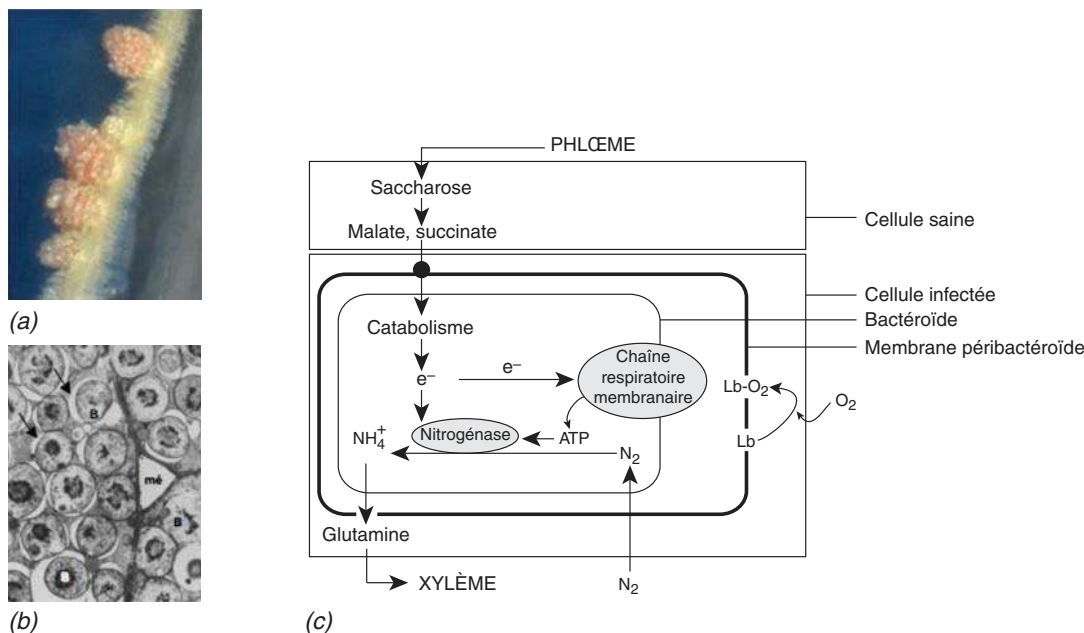 (a)
B
mé
B
B
(b)
PHLŒME
Saccharose
Malate, succinate
Cellule saine
Cellule infectée
Bactéroïde
Membrane péribactéroïde
Catabolisme
e–
e–
Chaîne
respiratoire
membranaire
Lb-O2
O2
Lb
NH4+
Nitrogénase
ATP
N2
Glutamine
XYLÈME
N2
(c)